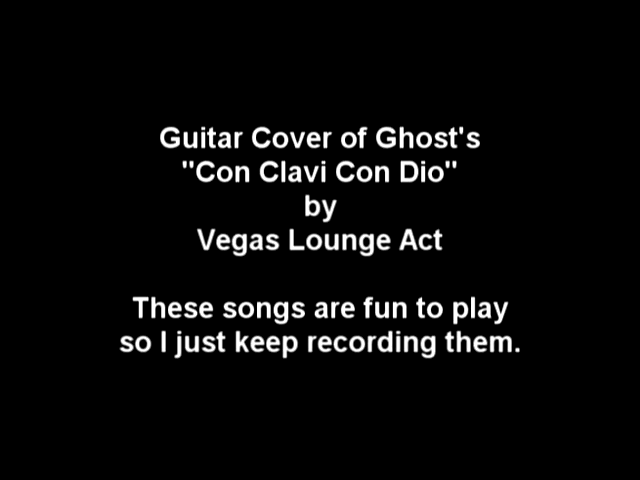 Guitar Cover of Ghost's
"Con Clavi Con Dio"
by
Vegas Lounge Act
These songs are fun to play
so I just keep recording them.